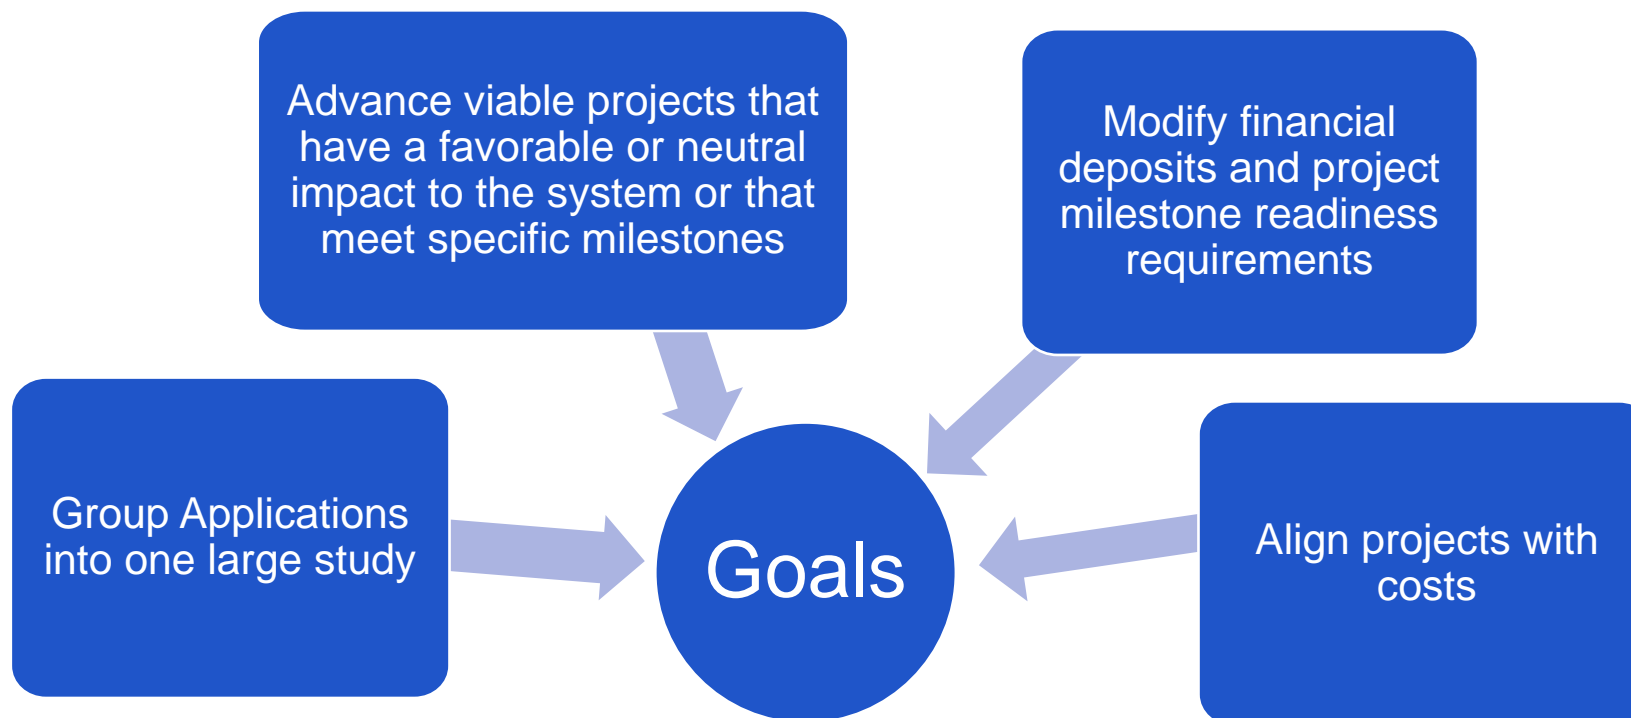 Advance viable projects that
have a favorable or neutral
impact to the system or that
meet specific milestones
Modify financial
deposits and project
milestone readiness
requirements
Group Applications
into one large study
Goals
Align projects with
costs